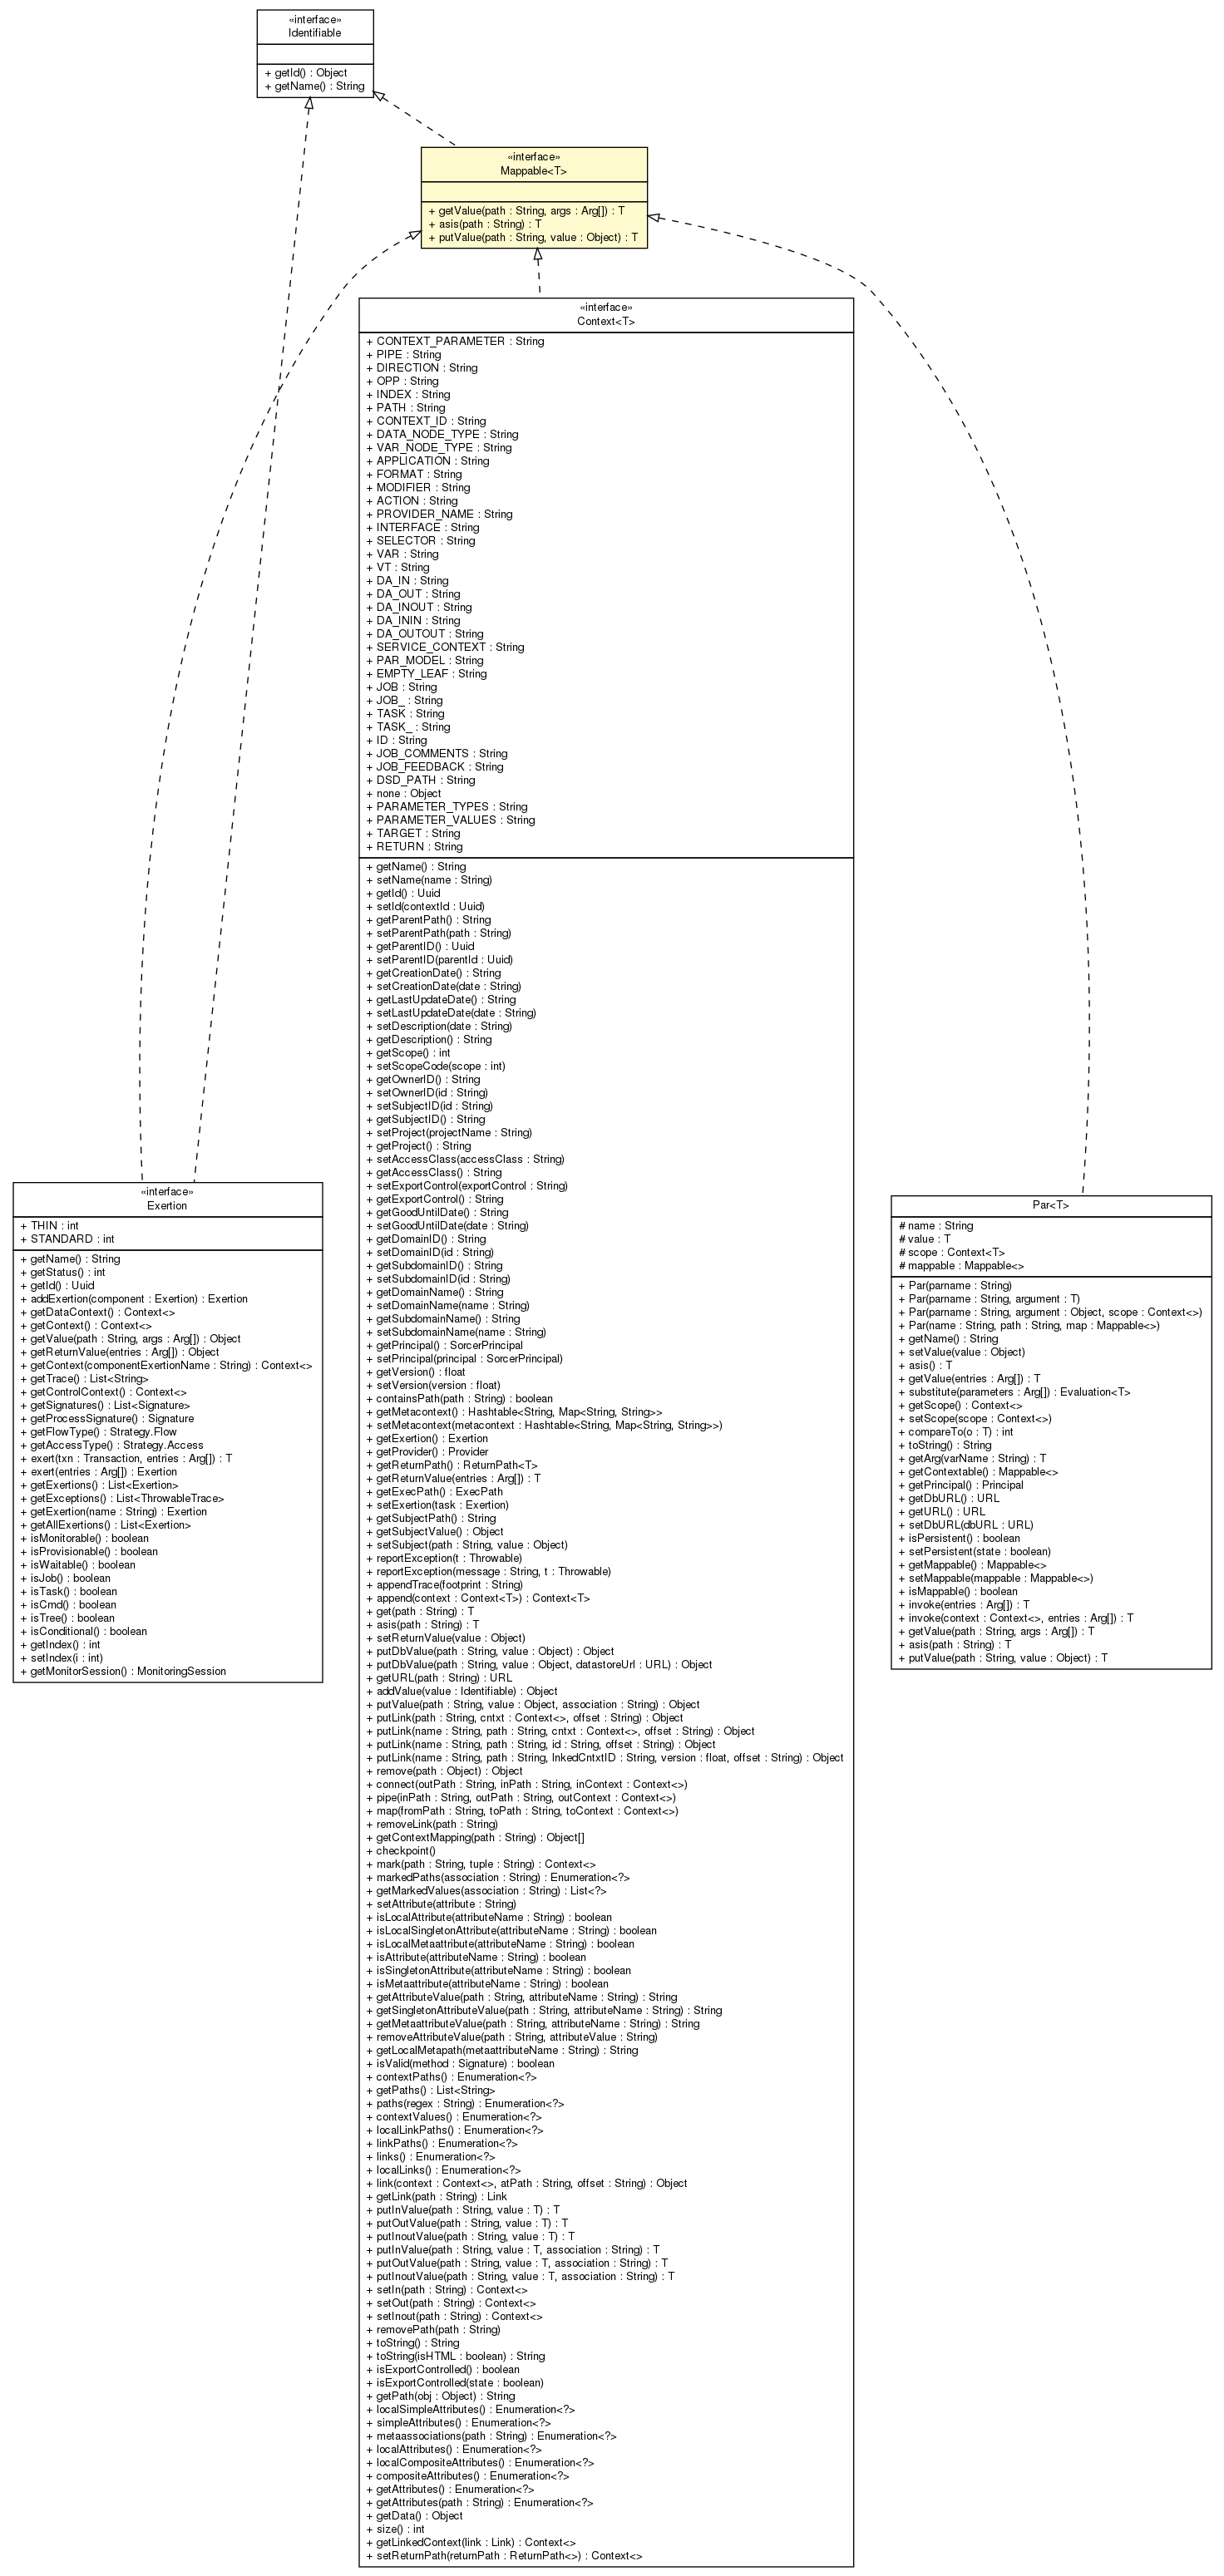 «interface»
Identifiable
+ getId() : Object
+ getName() : String
«interface»
Mappable<T>
+ getValue(path : String, args : Arg[]) : T
+ asis(path : String) : T
+ putValue(path : String, value : Object) : T
«interface»
Context<T>
+ CONTEXT_PARAMETER : String
+ PIPE : String
+ DIRECTION : String
+ OPP : String
+ INDEX : String
+ PATH : String
+ CONTEXT_ID : String
+ DATA_NODE_TYPE : String
+ VAR_NODE_TYPE : String
+ APPLICATION : String
+ FORMAT : String
+ MODIFIER : String
+ ACTION : String
+ PROVIDER_NAME : String
+ INTERFACE : String
+ SELECTOR : String
+ VAR : String
+ VT : String
+ DA_IN : String
+ DA_OUT : String
+ DA_INOUT : String
+ DA_ININ : String
+ DA_OUTOUT : String
+ SERVICE_CONTEXT : String
+ PAR_MODEL : String
+ EMPTY_LEAF : String
+ JOB : String
+ JOB_ : String
+ TASK : String
+ TASK_ : String
+ ID : String
+ JOB_COMMENTS : String
+ JOB_FEEDBACK : String
+ DSD_PATH : String
+ none : Object
+ PARAMETER_TYPES : String
+ PARAMETER_VALUES : String
+ TARGET : String
+ RETURN : String
+ getName() : String
+ setName(name : String)
+ getId() : Uuid
+ setId(contextId : Uuid)
+ getParentPath() : String
+ setParentPath(path : String)
+ getParentID() : Uuid
+ setParentID(parentId : Uuid)
+ getCreationDate() : String
+ setCreationDate(date : String)
+ getLastUpdateDate() : String
+ setLastUpdateDate(date : String)
+ setDescription(date : String)
+ getDescription() : String
+ getScope() : int
+ setScopeCode(scope : int)
+ getOwnerID() : String
+ setOwnerID(id : String)
+ setSubjectID(id : String)
+ getSubjectID() : String
+ setProject(projectName : String)
+ getProject() : String
+ setAccessClass(accessClass : String)
+ getAccessClass() : String
+ setExportControl(exportControl : String)
+ getExportControl() : String
+ getGoodUntilDate() : String
+ setGoodUntilDate(date : String)
+ getDomainID() : String
+ setDomainID(id : String)
+ getSubdomainID() : String
+ setSubdomainID(id : String)
+ getDomainName() : String
+ setDomainName(name : String)
+ getSubdomainName() : String
+ setSubdomainName(name : String)
+ getPrincipal() : SorcerPrincipal
+ setPrincipal(principal : SorcerPrincipal)
+ getVersion() : float
+ setVersion(version : float)
+ containsPath(path : String) : boolean
+ getMetacontext() : Hashtable<String, Map<String, String>>
+ setMetacontext(metacontext : Hashtable<String, Map<String, String>>)
+ getExertion() : Exertion
+ getProvider() : Provider
+ getReturnPath() : ReturnPath<T>
+ getReturnValue(entries : Arg[]) : T
+ getExecPath() : ExecPath
+ setExertion(task : Exertion)
+ getSubjectPath() : String
+ getSubjectValue() : Object
+ setSubject(path : String, value : Object)
+ reportException(t : Throwable)
+ reportException(message : String, t : Throwable)
+ appendTrace(footprint : String)
+ append(context : Context<T>) : Context<T>
+ get(path : String) : T
+ asis(path : String) : T
+ setReturnValue(value : Object)
+ putDbValue(path : String, value : Object) : Object
+ putDbValue(path : String, value : Object, datastoreUrl : URL) : Object
+ getURL(path : String) : URL
+ addValue(value : Identifiable) : Object
+ putValue(path : String, value : Object, association : String) : Object
+ putLink(path : String, cntxt : Context<>, offset : String) : Object
+ putLink(name : String, path : String, cntxt : Context<>, offset : String) : Object
+ putLink(name : String, path : String, id : String, offset : String) : Object
+ putLink(name : String, path : String, lnkedCntxtID : String, version : float, offset : String) : Object
+ remove(path : Object) : Object
+ connect(outPath : String, inPath : String, inContext : Context<>)
+ pipe(inPath : String, outPath : String, outContext : Context<>)
+ map(fromPath : String, toPath : String, toContext : Context<>)
+ removeLink(path : String)
+ getContextMapping(path : String) : Object[]
+ checkpoint()
+ mark(path : String, tuple : String) : Context<>
+ markedPaths(association : String) : Enumeration<?>
+ getMarkedValues(association : String) : List<?>
+ setAttribute(attribute : String)
+ isLocalAttribute(attributeName : String) : boolean
+ isLocalSingletonAttribute(attributeName : String) : boolean
+ isLocalMetaattribute(attributeName : String) : boolean
+ isAttribute(attributeName : String) : boolean
+ isSingletonAttribute(attributeName : String) : boolean
+ isMetaattribute(attributeName : String) : boolean
+ getAttributeValue(path : String, attributeName : String) : String
+ getSingletonAttributeValue(path : String, attributeName : String) : String
+ getMetaattributeValue(path : String, attributeName : String) : String
+ removeAttributeValue(path : String, attributeValue : String)
+ getLocalMetapath(metaattributeName : String) : String
+ isValid(method : Signature) : boolean
+ contextPaths() : Enumeration<?>
+ getPaths() : List<String>
+ paths(regex : String) : Enumeration<?>
+ contextValues() : Enumeration<?>
+ localLinkPaths() : Enumeration<?>
+ linkPaths() : Enumeration<?>
+ links() : Enumeration<?>
+ localLinks() : Enumeration<?>
+ link(context : Context<>, atPath : String, offset : String) : Object
+ getLink(path : String) : Link
+ putInValue(path : String, value : T) : T
+ putOutValue(path : String, value : T) : T
+ putInoutValue(path : String, value : T) : T
+ putInValue(path : String, value : T, association : String) : T
+ putOutValue(path : String, value : T, association : String) : T
+ putInoutValue(path : String, value : T, association : String) : T
+ setIn(path : String) : Context<>
+ setOut(path : String) : Context<>
+ setInout(path : String) : Context<>
+ removePath(path : String)
+ toString() : String
+ toString(isHTML : boolean) : String
+ isExportControlled() : boolean
+ isExportControlled(state : boolean)
+ getPath(obj : Object) : String
+ localSimpleAttributes() : Enumeration<?>
+ simpleAttributes() : Enumeration<?>
+ metaassociations(path : String) : Enumeration<?>
+ localAttributes() : Enumeration<?>
+ localCompositeAttributes() : Enumeration<?>
+ compositeAttributes() : Enumeration<?>
+ getAttributes() : Enumeration<?>
+ getAttributes(path : String) : Enumeration<?>
+ getData() : Object
+ size() : int
+ getLinkedContext(link : Link) : Context<>
+ setReturnPath(returnPath : ReturnPath<>) : Context<>
«interface»
Exertion
+ THIN : int
+ STANDARD : int
+ getName() : String
+ getStatus() : int
+ getId() : Uuid
+ addExertion(component : Exertion) : Exertion
+ getDataContext() : Context<>
+ getContext() : Context<>
+ getValue(path : String, args : Arg[]) : Object
+ getReturnValue(entries : Arg[]) : Object
+ getContext(componentExertionName : String) : Context<>
+ getTrace() : List<String>
+ getControlContext() : Context<>
+ getSignatures() : List<Signature>
+ getProcessSignature() : Signature
+ getFlowType() : Strategy.Flow
+ getAccessType() : Strategy.Access
+ exert(txn : Transaction, entries : Arg[]) : T
+ exert(entries : Arg[]) : Exertion
+ getExertions() : List<Exertion>
+ getExceptions() : List<ThrowableTrace>
+ getExertion(name : String) : Exertion
+ getAllExertions() : List<Exertion>
+ isMonitorable() : boolean
+ isProvisionable() : boolean
+ isWaitable() : boolean
+ isJob() : boolean
+ isTask() : boolean
+ isCmd() : boolean
+ isTree() : boolean
+ isConditional() : boolean
+ getIndex() : int
+ setIndex(i : int)
+ getMonitorSession() : MonitoringSession
Par<T>
# name : String
# value : T
# scope : Context<T>
# mappable : Mappable<>
+ Par(parname : String)
+ Par(parname : String, argument : T)
+ Par(parname : String, argument : Object, scope : Context<>)
+ Par(name : String, path : String, map : Mappable<>)
+ getName() : String
+ setValue(value : Object)
+ asis() : T
+ getValue(entries : Arg[]) : T
+ substitute(parameters : Arg[]) : Evaluation<T>
+ getScope() : Context<>
+ setScope(scope : Context<>)
+ compareTo(o : T) : int
+ toString() : String
+ getArg(varName : String) : T
+ getContextable() : Mappable<>
+ getPrincipal() : Principal
+ getDbURL() : URL
+ getURL() : URL
+ setDbURL(dbURL : URL)
+ isPersistent() : boolean
+ setPersistent(state : boolean)
+ getMappable() : Mappable<>
+ setMappable(mappable : Mappable<>)
+ isMappable() : boolean
+ invoke(entries : Arg[]) : T
+ invoke(context : Context<>, entries : Arg[]) : T
+ getValue(path : String, args : Arg[]) : T
+ asis(path : String) : T
+ putValue(path : String, value : Object) : T